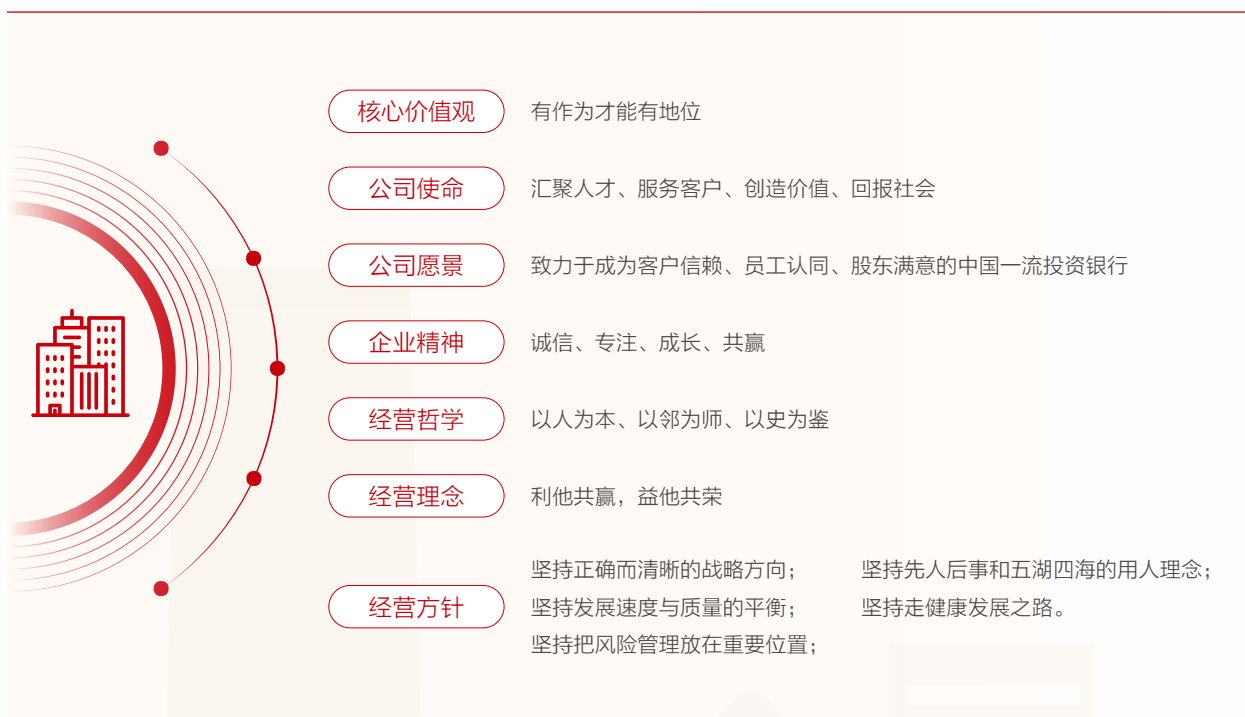 核心价值观 有作为才能有地位
公司使命 汇聚人才、服务客户、创造价值、回报社会
公司愿景 致力于成为客户信赖、员工认同、股东满意的中国一流投资银行
企业精神 诚信、专注、成长、共赢
经营哲学 以人为本、以邻为师、以史为鉴
经营理念 利他共赢，益他共荣
经营方针
坚持正确而清晰的战略方向；
坚持发展速度与质量的平衡；
坚持把风险管理放在重要位置；
坚持先人后事和五湖四海的用人理念；
坚持走健康发展之路。